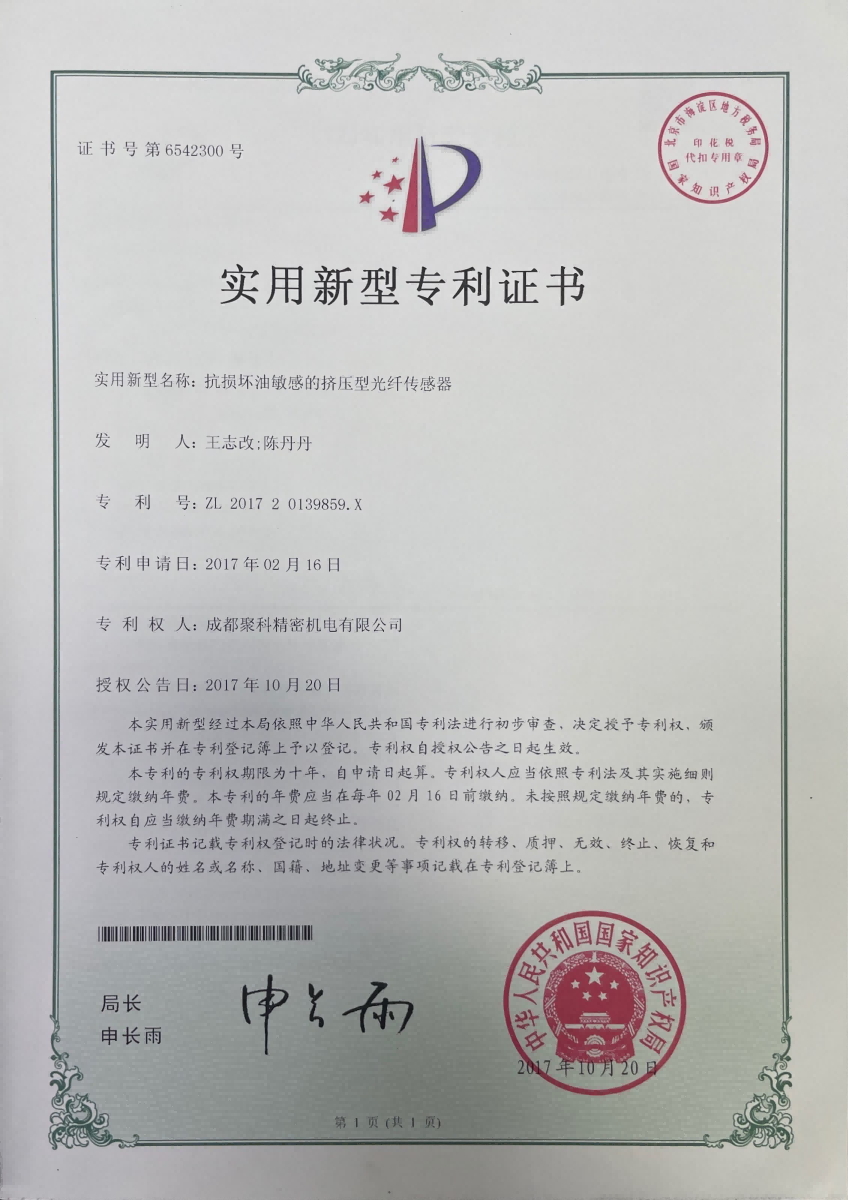 证书号第6542300号
北京市海淀区地方税务局
印花税
代扣专用章
国家知识产权局
实用新型专利证书
实用新型名称：抗损坏油敏感的挤压型光纤传感器
发明人：王志改;陈丹丹
专利号：ZL 2017 2 0139859.X
专利申请日：2017年02月16日
专利权人：成都聚科精密机电有限公司
授权公告日：2017年10月20日
本实用新型经过本局依照中华人民共和国专利法进行初步审查，决定授予专利权，颁
发本证书并在专利登记簿上予以登记。专利权自授权公告之日起生效。
本专利的专利权期限为十年，自申请日起算。专利权人应当依照专利法及其实施细则
规定缴纳年费。本专利的年费应当在每年02月16日前缴纳。未按照规定缴纳年费的，专
利权自应当缴纳年费期满之日起终止。
专利证书记载专利权登记时的法律状况。专利权的转移、质押、无效、终止、恢复和
专利权人的姓名或名称、国籍、地址变更等事项记载在专利登记簿上。
局长
申长雨
申长雨
中华人民共和国国家知识产权局
2017年10月20日
第1页(共1页)